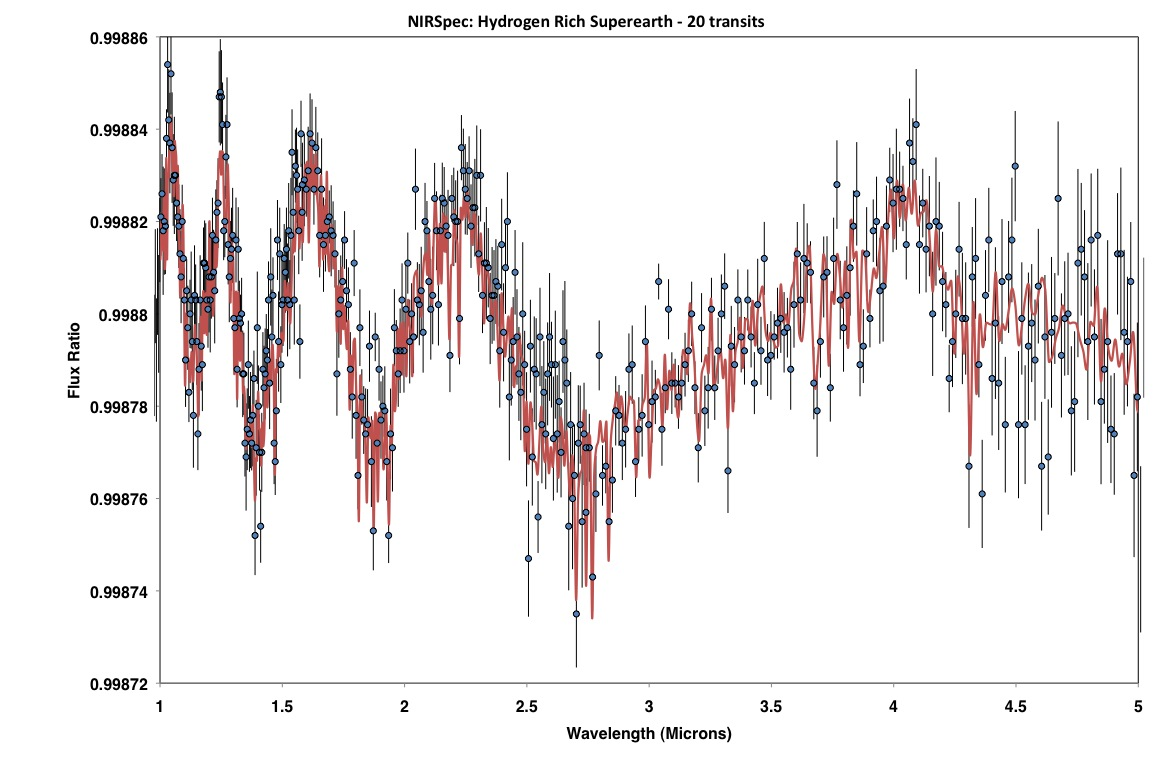 NIRSpec: Hydrogen Rich Superearth - 20 transits
0.99886
0.99884
0.99882
0.9988
0.99878
0.99876
0.99874
0.99872
Flux Ratio
1 1.5 2 2.5 3 3.5 4 4.5 5
Wavelength (Microns)